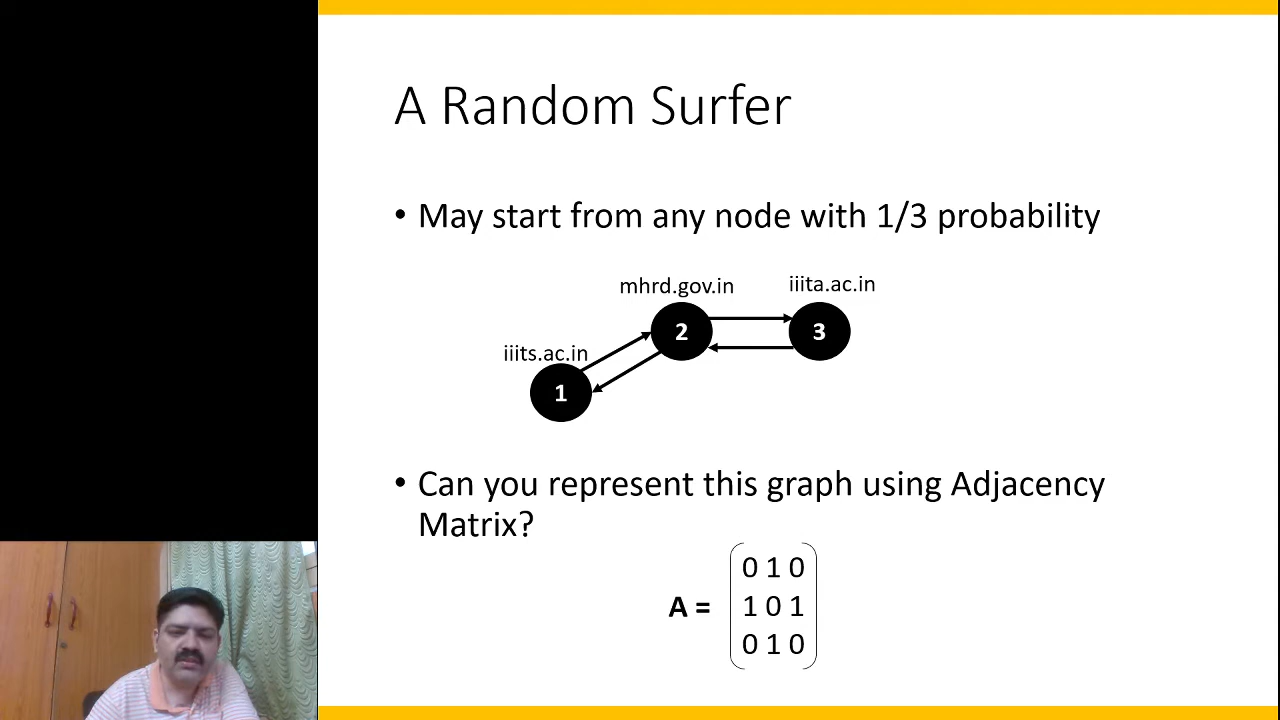 A Random Surfer
• May start from any node with 1/3 probability
mhrd.gov.in
iiita.ac.in
2
3
iiits.ac.in
1
• Can you represent this graph using Adjacency
Matrix?
0 1 0
A = 1 0 1
0 1 0